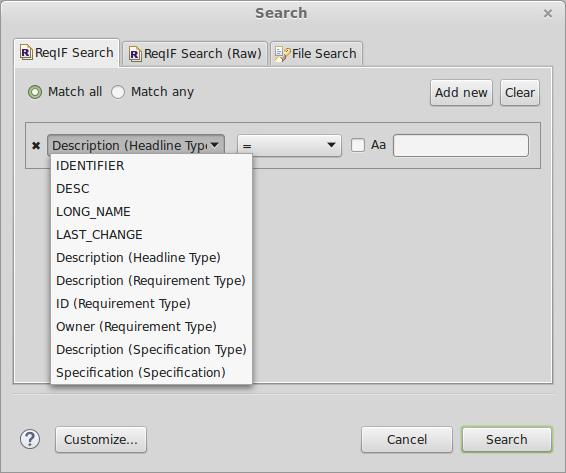 Search
ReqIF Search
ReqIF Search (Raw)
File Search
Match all
Match any
Add new
Clear
Description (Headline Typ
=
Aa
IDENTIFIER
DESC
LONG_NAME
LAST_CHANGE
Description (Headline Type)
Description (Requirement Type)
ID (Requirement Type)
Owner (Requirement Type)
Description (Specification Type)
Specification (Specification)
?
Customize...
Cancel
Search